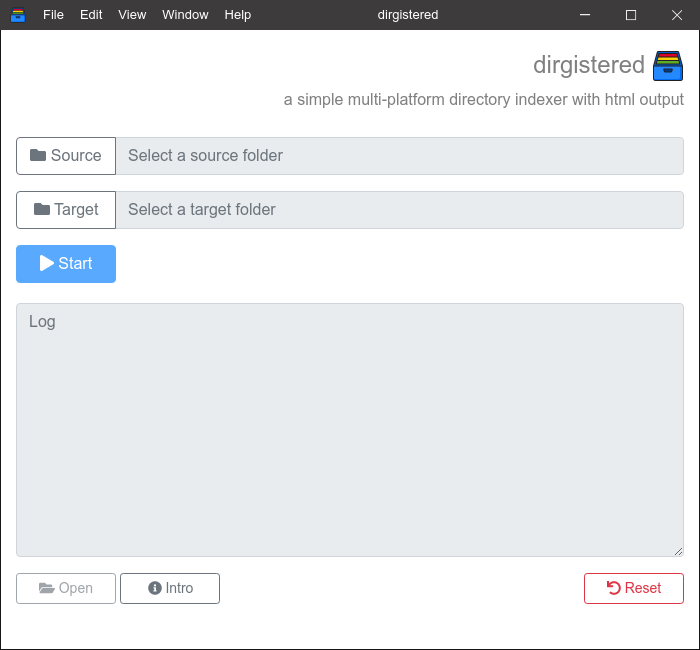 File Edit View Window Help dirgistered
dirgistered
a simple multi-platform directory indexer with html output
Source Select a source folder
Target Select a target folder
Start
Log
Open Intro Reset